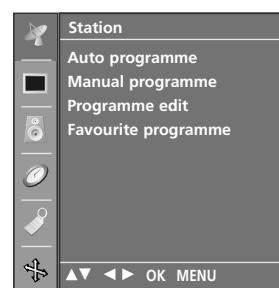 Station
Auto programme
Manual programme
Programme edit
Favourite programme
▲▼ ◄ ► OK MENU